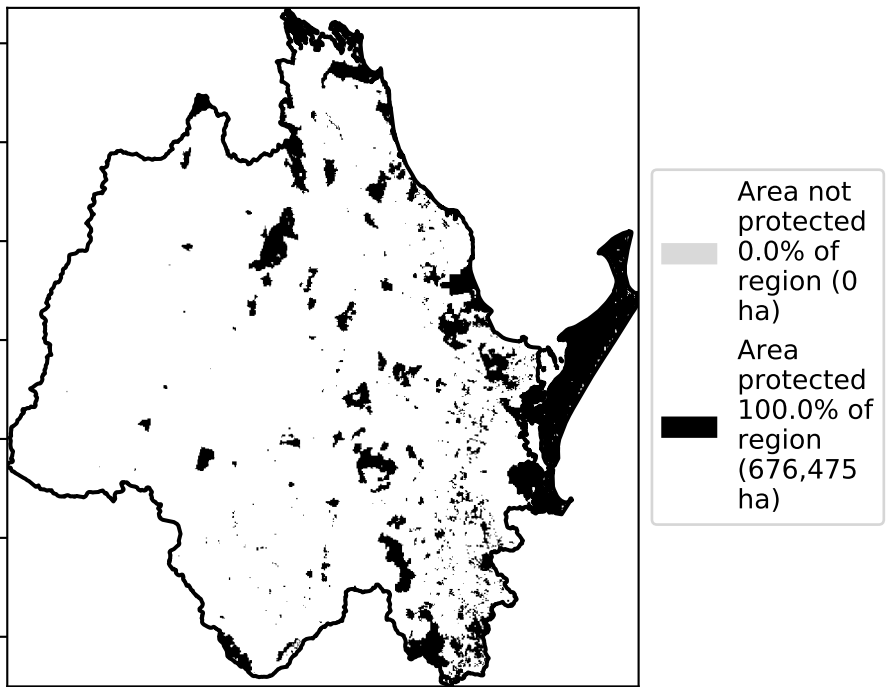 Area not
protected
0.0% of
region (0
ha)
Area
protected
100.0% of
region
(676,475
ha)